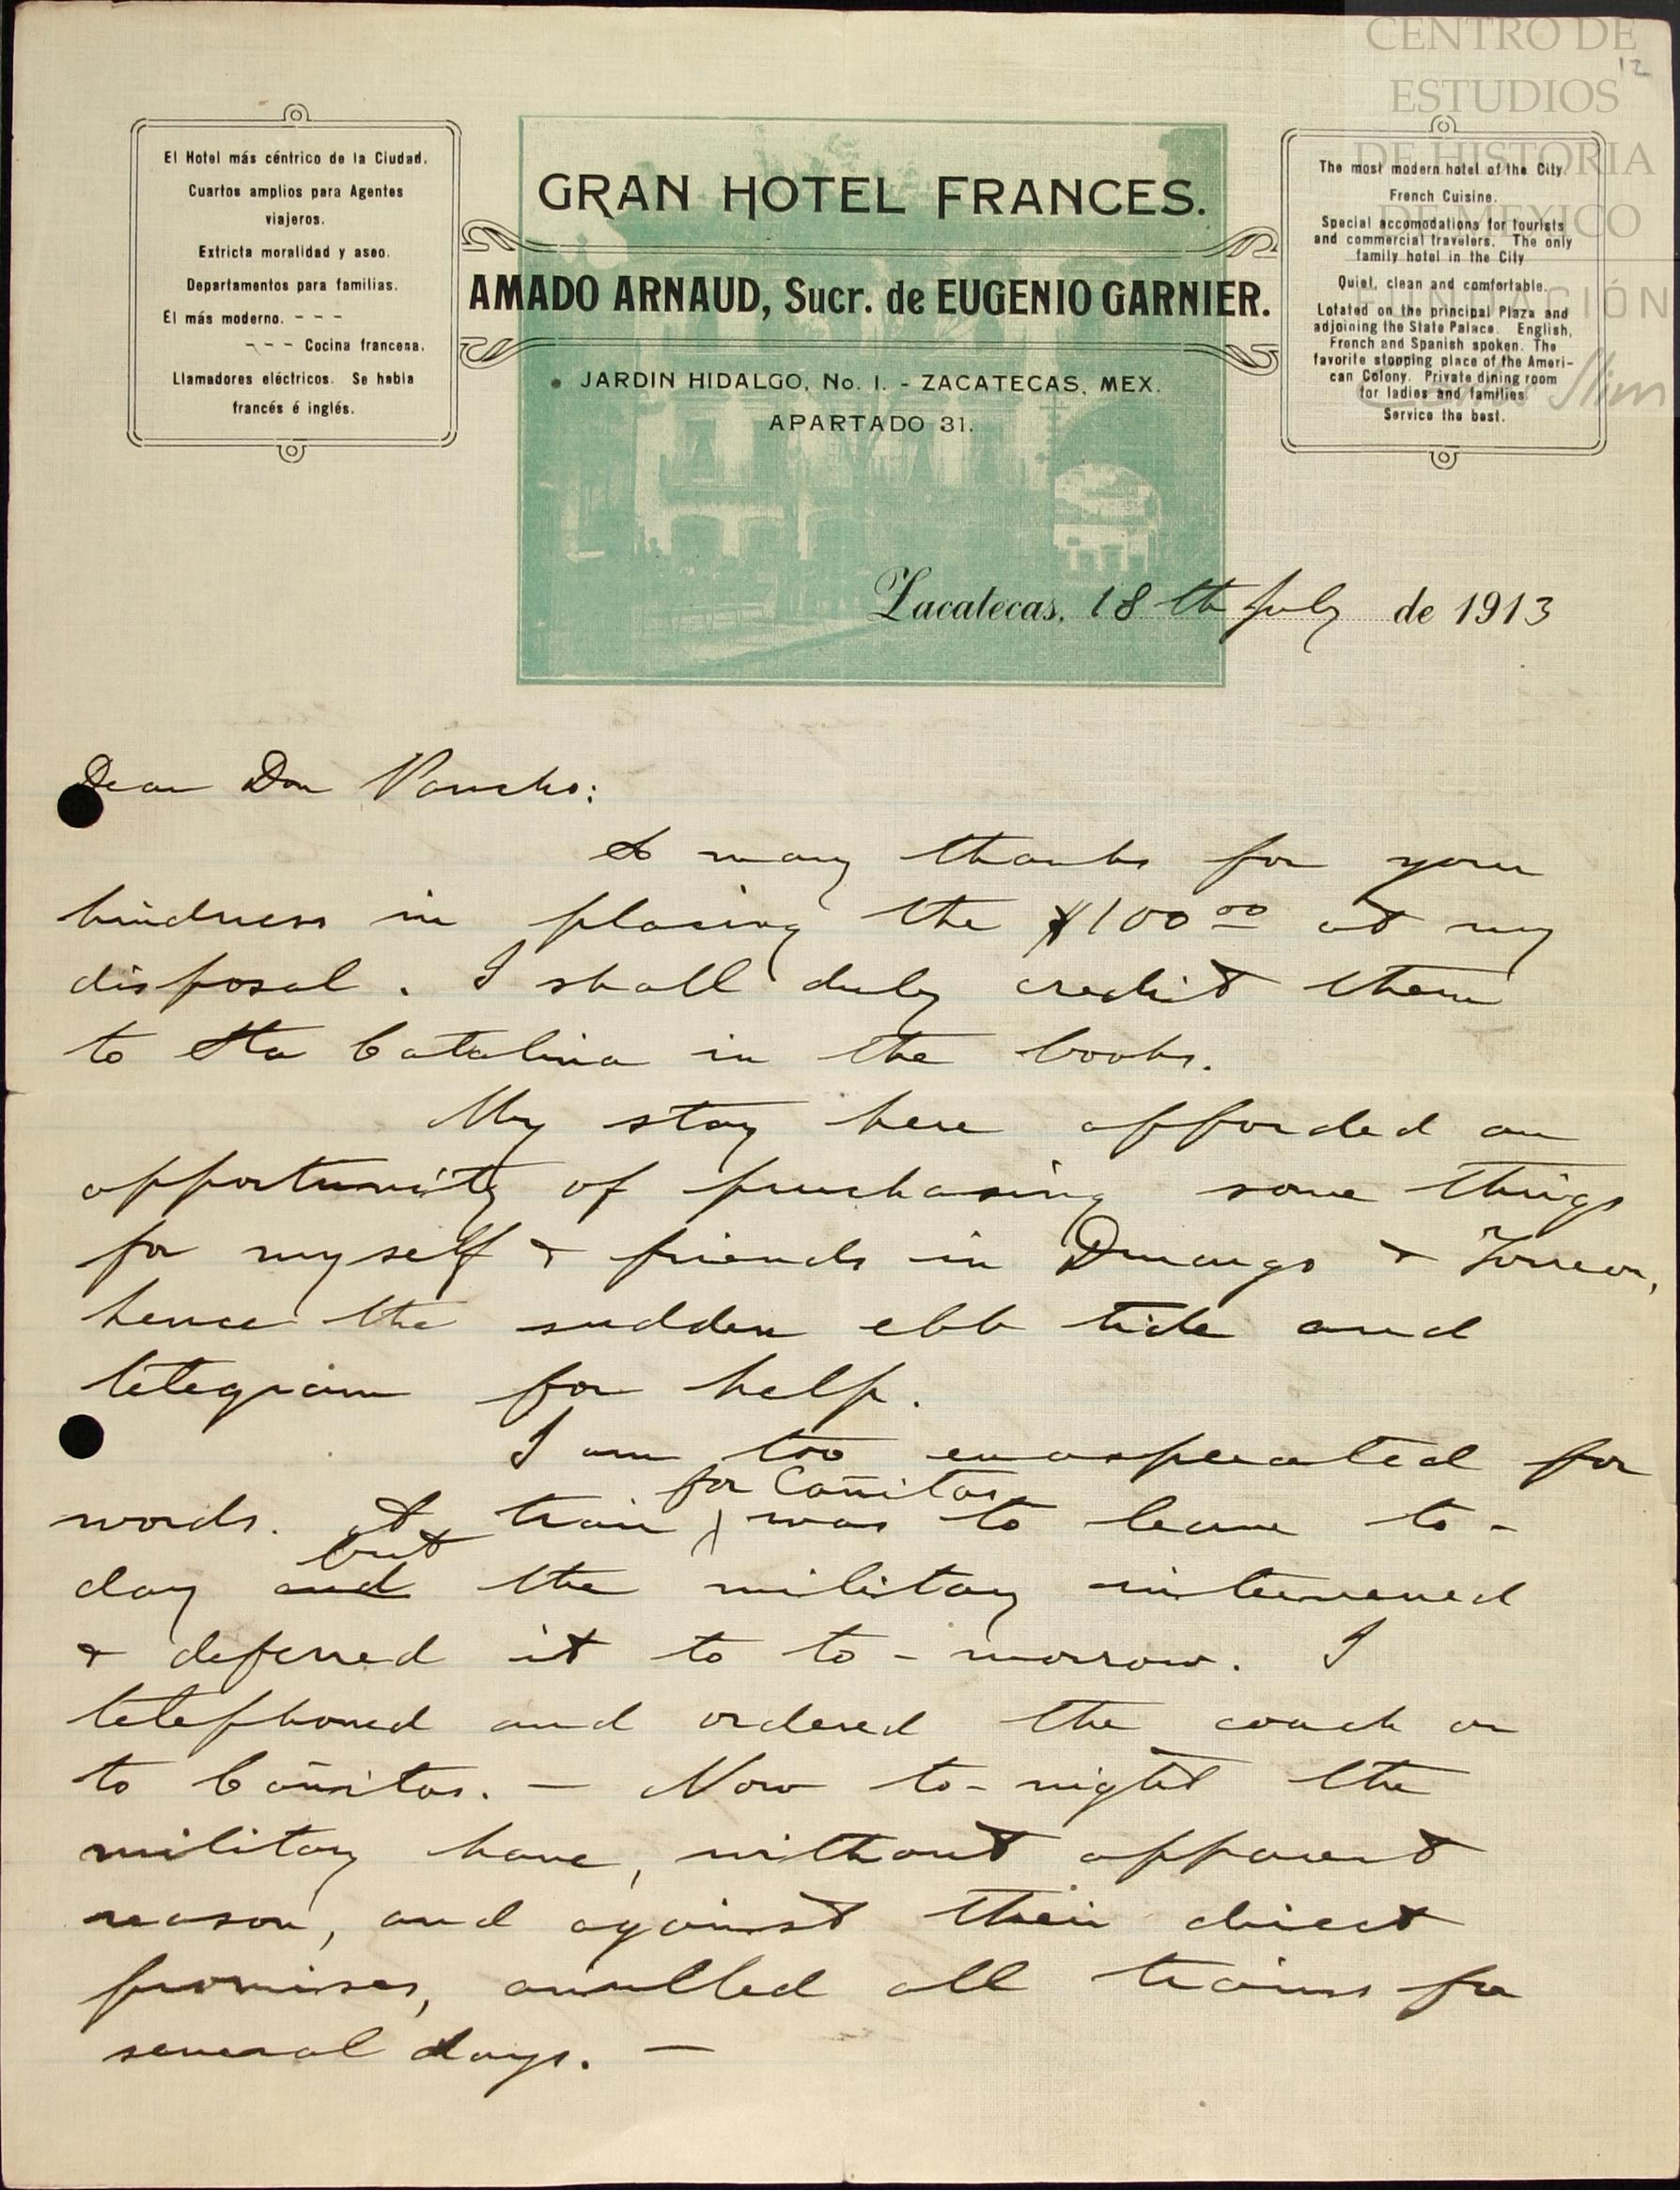 CENTRO DE
ESTUDIOS
DE HISTORIA
DE MEXICO
FUNDACIÓN
Carlos Slim
12
El Hotel más céntrico de la Ciudad.
Cuartos amplios para Agentes
viajeros.
Extricta moralidad y aseo.
Departamentos para familias.
El más moderno. - - -
- - - Cocina francesa.
Llamadores eléctricos. Se habla
francés é inglés.
GRAN HOTEL FRANCES.
AMADO ARNAUD, Sucr. de EUGENIO GARNIER.
JARDIN HIDALGO, No. 1. - ZACATECAS, MEX.
APARTADO 31.
The most modern hotel of the City.
French Cuisine.
Special accomodations for tourists
and commercial travelers. The only
family hotel in the City
Quiet, clean and comfortable.
Lotated on the principal Plaza and
adjoining the State Palace. English,
French and Spanish spoken. The
favorite stopping place of the Ameri-
can Colony. Private dining room
for ladies and families
Service the best.
Zacatecas, 18th July de 1913
Dear Don Pancho:
many thanks for your
kindness in placing the $100.00 at my
disposal. I shall duly credit them
to Sta Catalina in the books.
My stay here afforded an
opportunity of purchasing some things
for myself & friends in Durango & Torreon,
hence the sudden ebb tide and
telegram for help.
I am too exasperated for
words. A train for Cañitas was to leave to-
day and but the military intervened
& deferred it to to-morrow. I
telephoned and ordered the coach on
to Cañitas. — Now to-night the
military have, without apparent
reason, and against their direct
promises, anulled all trains for
several days. —